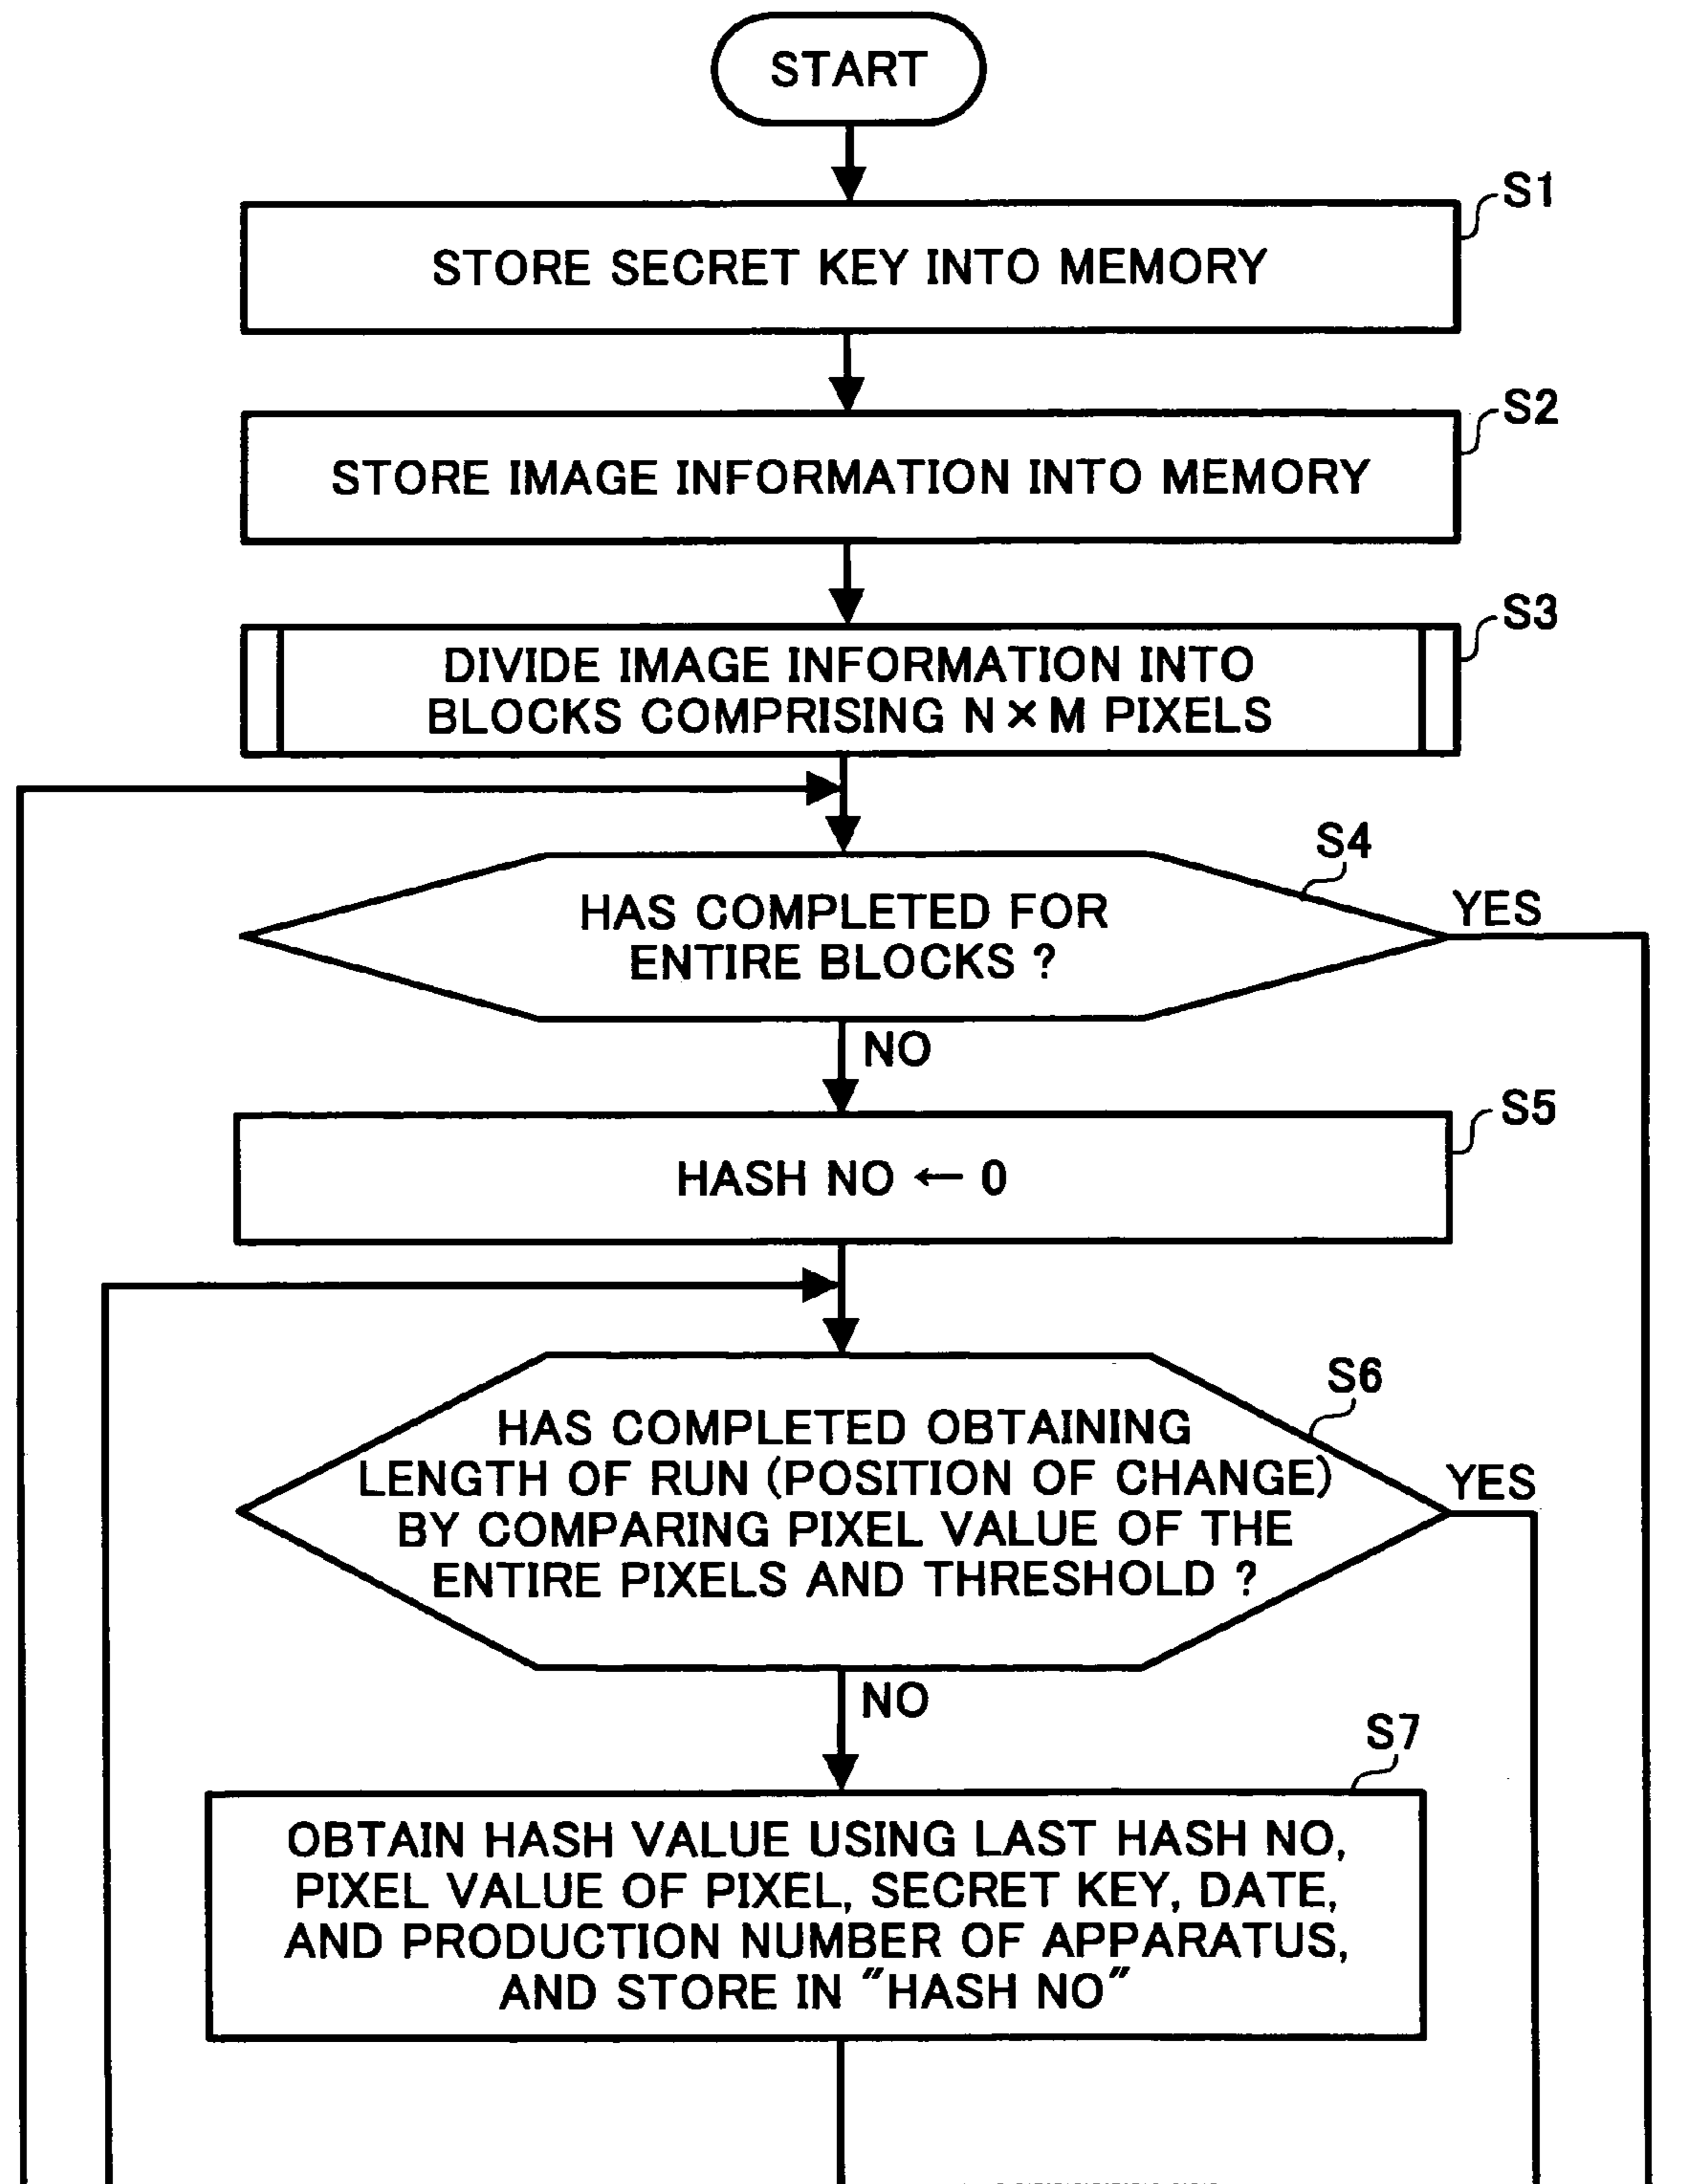 START
S1
STORE SECRET KEY INTO MEMORY
S2
STORE IMAGE INFORMATION INTO MEMORY
S3
DIVIDE IMAGE INFORMATION INTO
BLOCKS COMPRISING N × M PIXELS
S4
HAS COMPLETED FOR
ENTIRE BLOCKS ?
YES
NO
S5
HASH NO ← 0
S6
HAS COMPLETED OBTAINING
LENGTH OF RUN (POSITION OF CHANGE)
BY COMPARING PIXEL VALUE OF THE
ENTIRE PIXELS AND THRESHOLD ?
YES
NO
S7
OBTAIN HASH VALUE USING LAST HASH NO,
PIXEL VALUE OF PIXEL, SECRET KEY, DATE,
AND PRODUCTION NUMBER OF APPARATUS,
AND STORE IN "HASH NO"